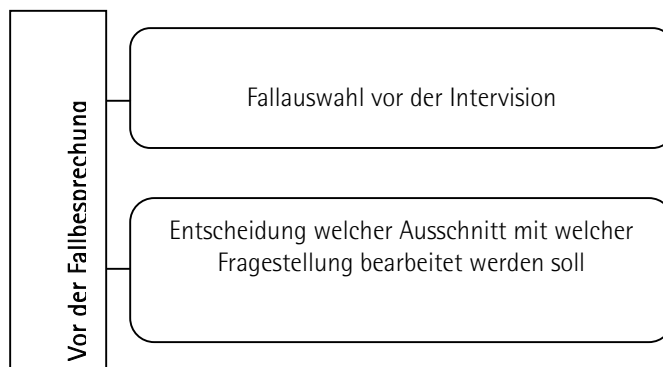 Vor der Fallbesprechung
Fallauswahl vor der Intervision
Entscheidung welcher Ausschnitt mit welcher
Fragestellung bearbeitet werden soll